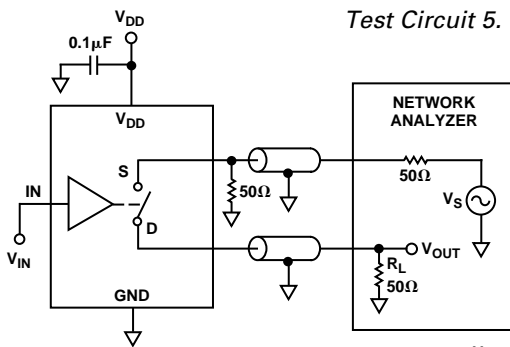 Test Circuit 5.
VDD
0.1μF
VDD
NETWORK
ANALYZER
S
IN
50Ω
50Ω
VS
D
VIN
VOUT
RL
50Ω
GND